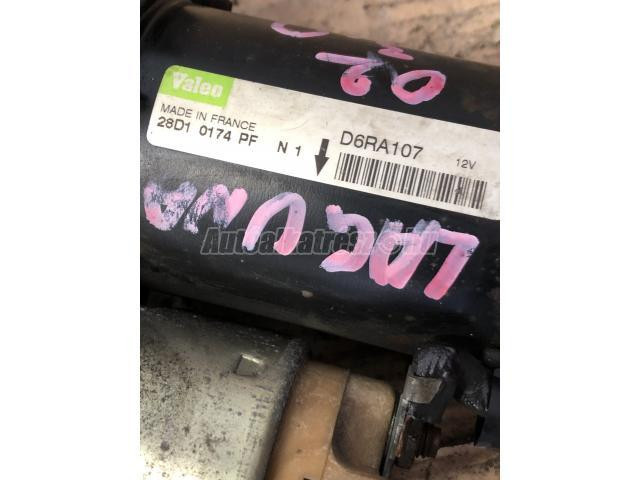 Valeo
MADE IN FRANCE
28D1 0174 PF N 1
D6RA107
12V
LAGUNA